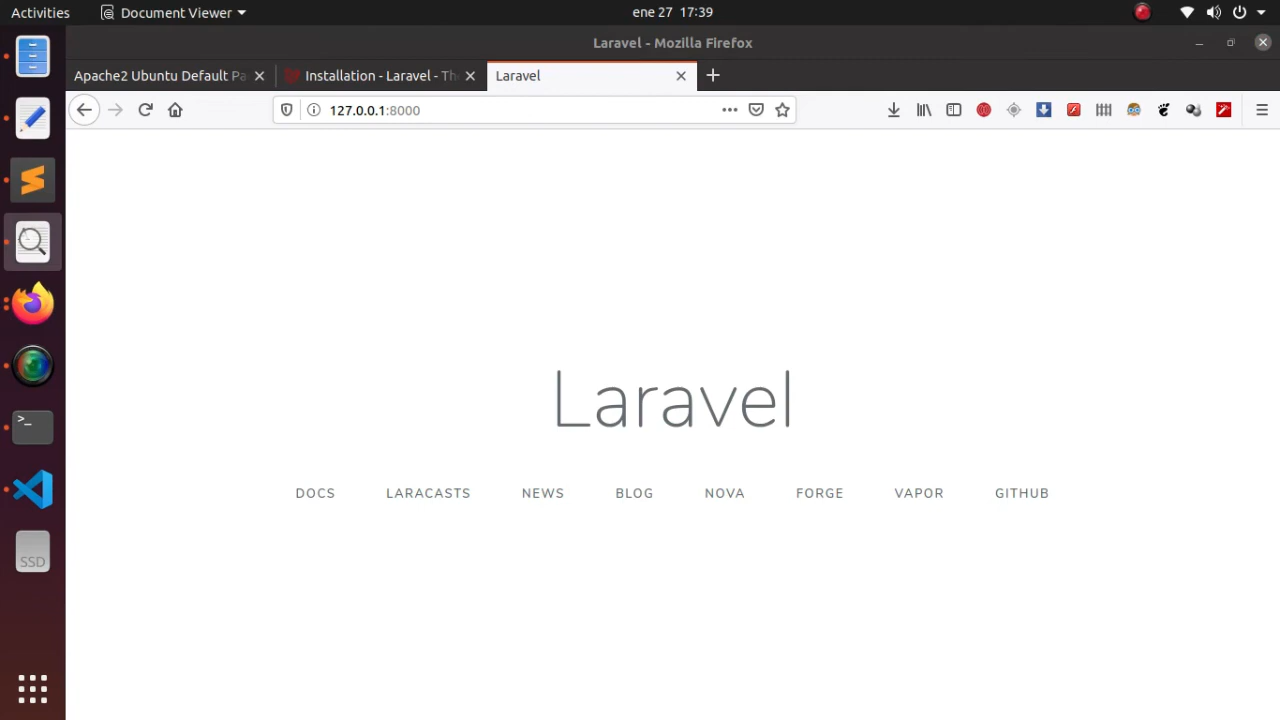 Activities Document Viewer ene 27 17:39
Laravel - Mozilla Firefox
Apache2 Ubuntu Default Pa Installation - Laravel - Th Laravel
127.0.0.1:8000
Laravel
DOCS LARACASTS NEWS BLOG NOVA FORGE VAPOR GITHUB
>_
SSD